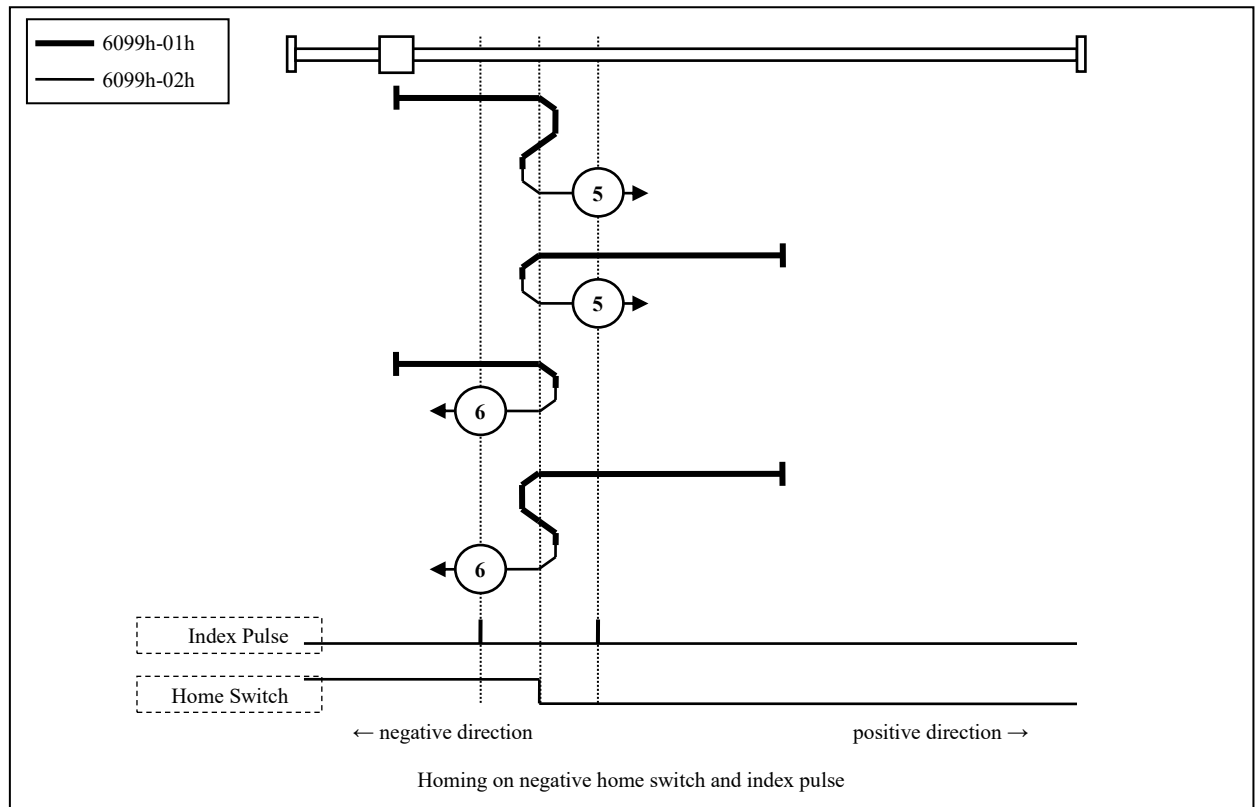 6099h-01h
6099h-02h
5
5
6
6
Index Pulse
Home Switch
← negative direction
positive direction →
Homing on negative home switch and index pulse